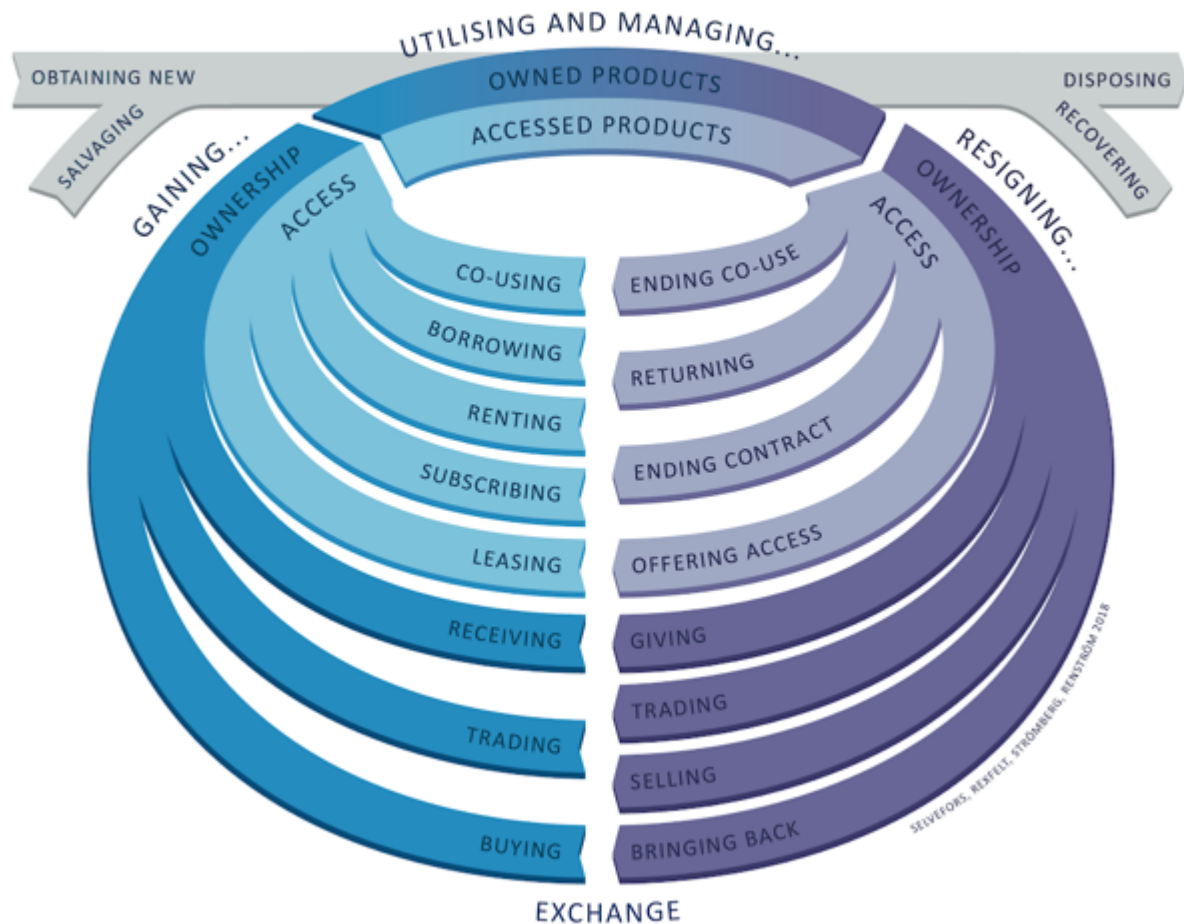 UTILISING AND MANAGING...
OBTAINING NEW
OWNED PRODUCTS
DISPOSING
SALVAGING
ACCESSED PRODUCTS
RECOVERING
GAINING...
OWNERSHIP
ACCESS
RESIGNING...
OWNERSHIP
ACCESS
CO-USING
ENDING CO-USE
BORROWING
RETURNING
RENTING
ENDING CONTRACT
SUBSCRIBING
LEASING
OFFERING ACCESS
RECEIVING
GIVING
TRADING
TRADING
SELLING
BUYING
BRINGING BACK
SELVEFORS, REXFELT, STRÖMBERG, RENSTRÖM 2018
EXCHANGE